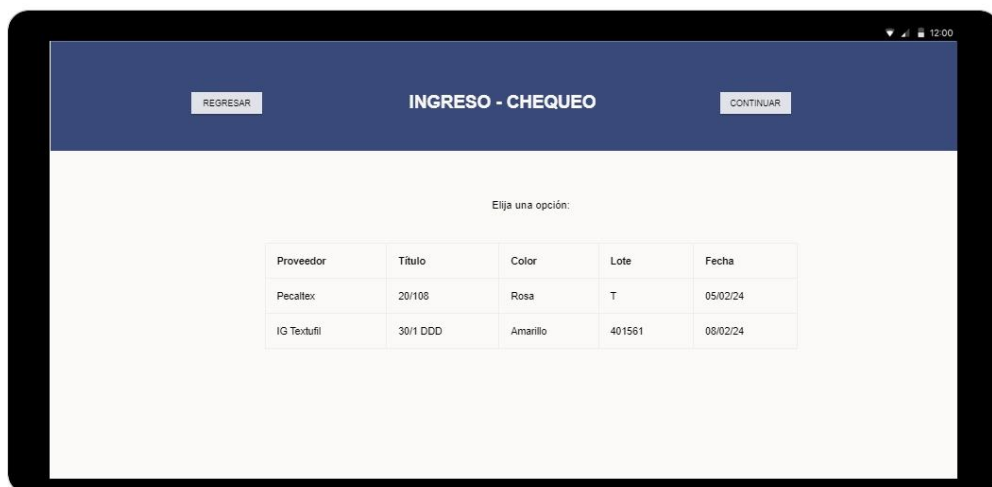 12:00
REGRESAR INGRESO - CHEQUEO CONTINUAR
Elija una opción:
Proveedor Título Color Lote Fecha
Pecaltex 20/108 Rosa T 05/02/24
IG Textufil 30/1 DDD Amarillo 401561 08/02/24